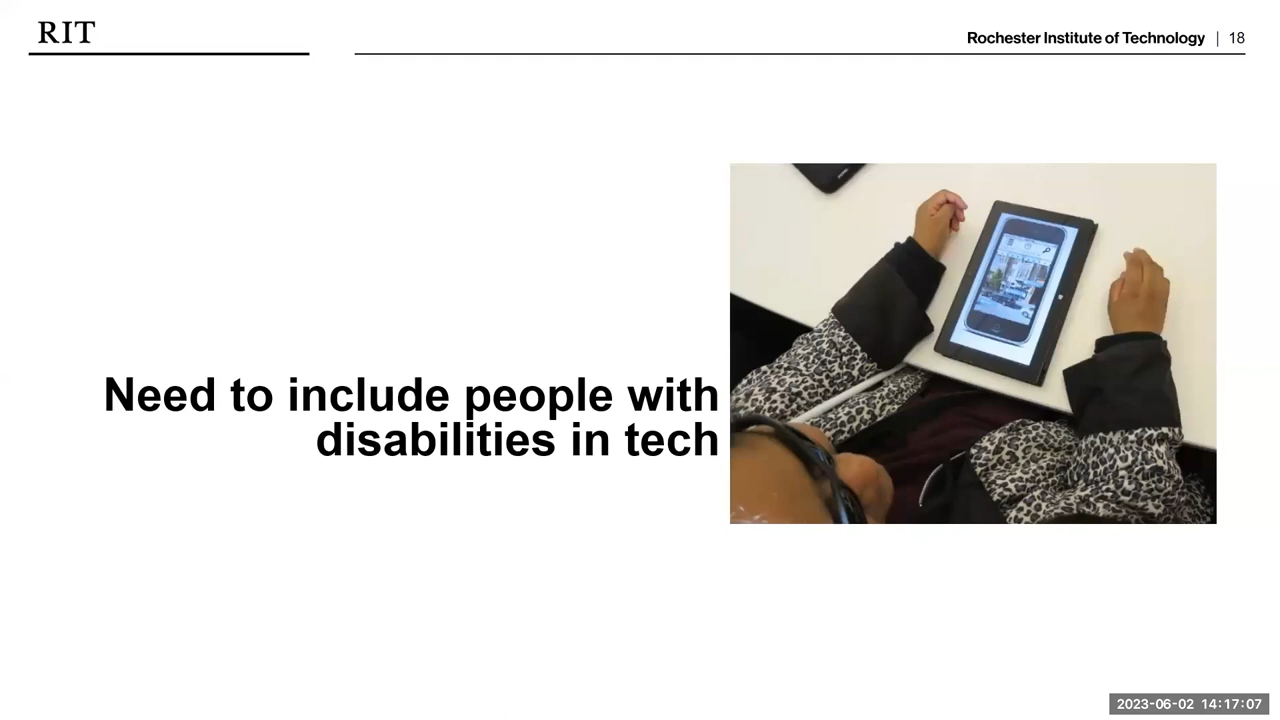 RIT
Rochester Institute of Technology | 18
Need to include people with
disabilities in tech
2023-06-02 14:17:07